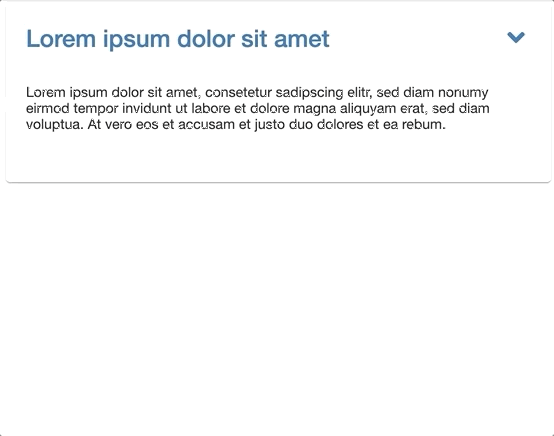 Lorem ipsum dolor sit amet
Lorem ipsum dolor sit amet, consetetur sadipscing elitr, sed diam nonumy
eirmod tempor invidunt ut labore et dolore magna aliquyam erat, sed diam
voluptua. At vero eos et accusam et justo duo dolores et ea rebum.